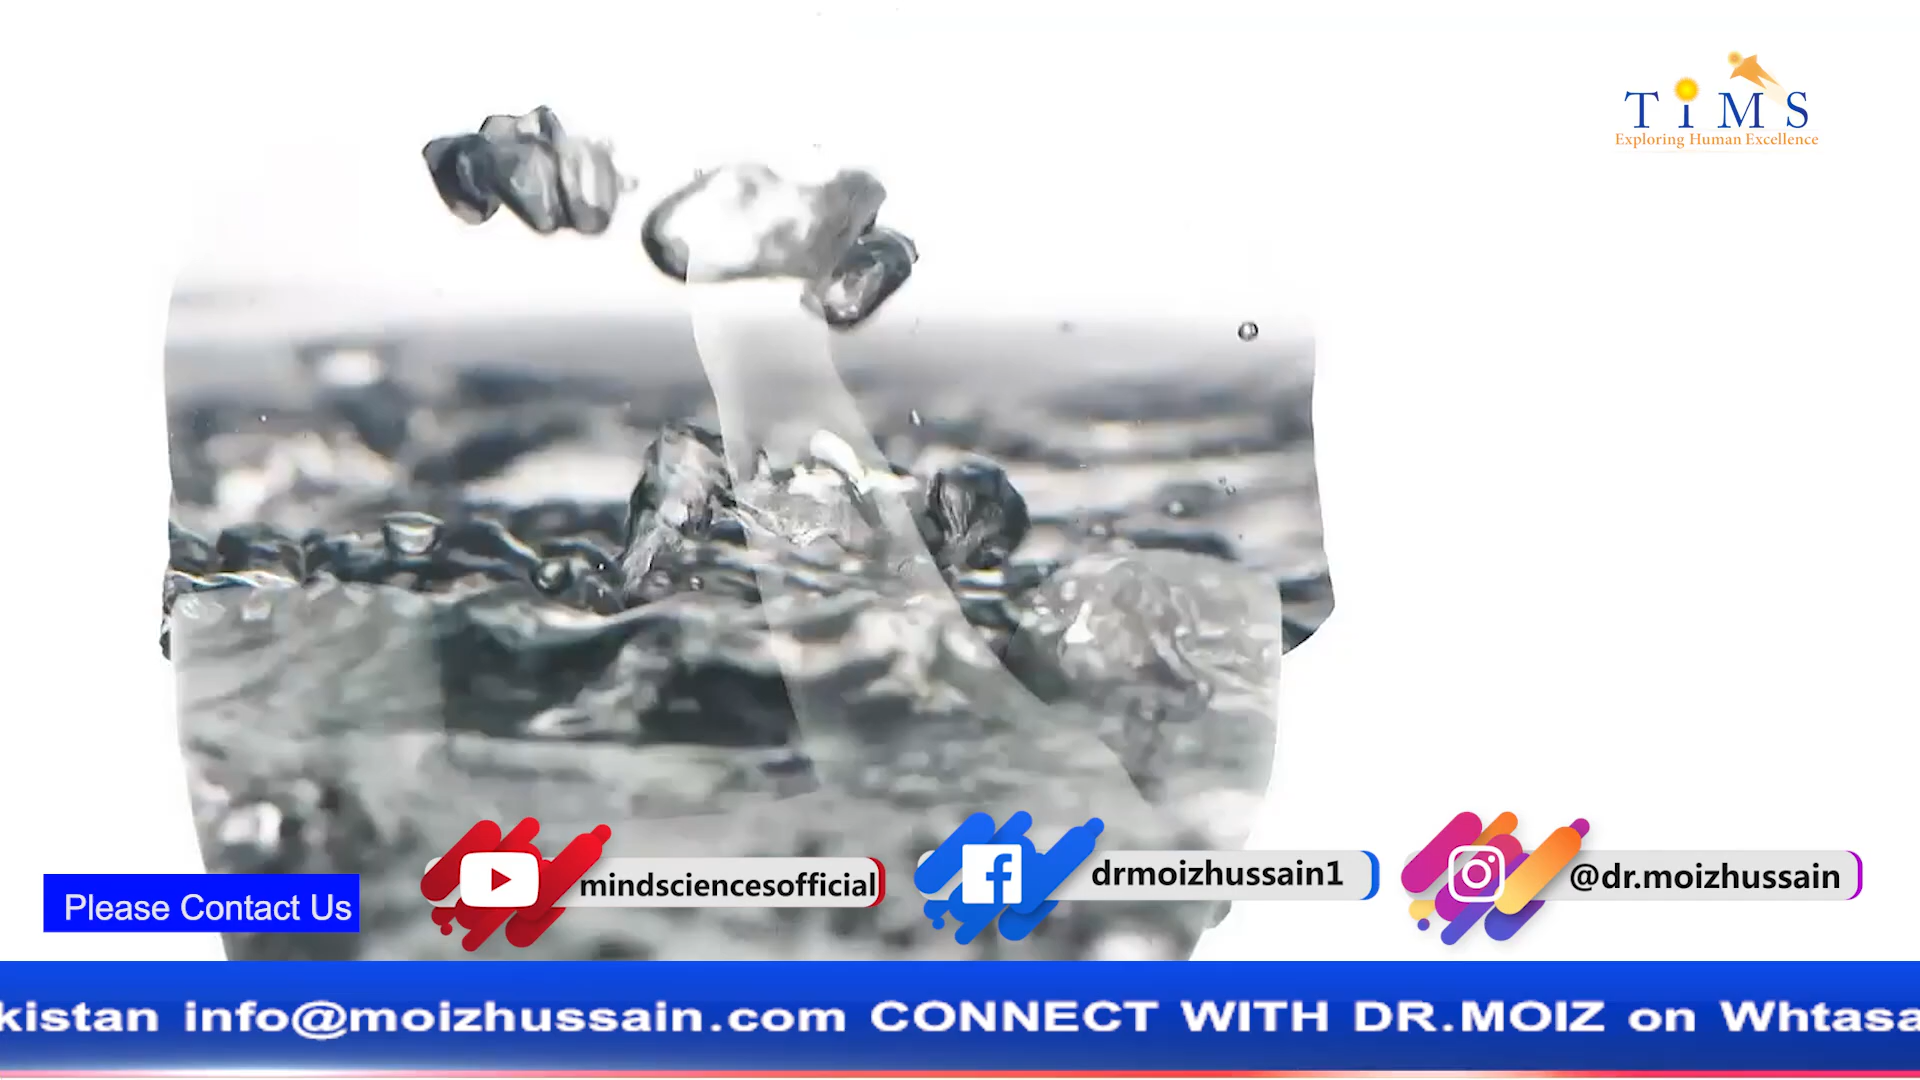 TiMS
Exploring Human Excellence
Please Contact Us
mindsciencesofficial
drmoizhussain1
@dr.moizhussain
kistan info@moizhussain.com CONNECT WITH DR.MOIZ on Whtasa